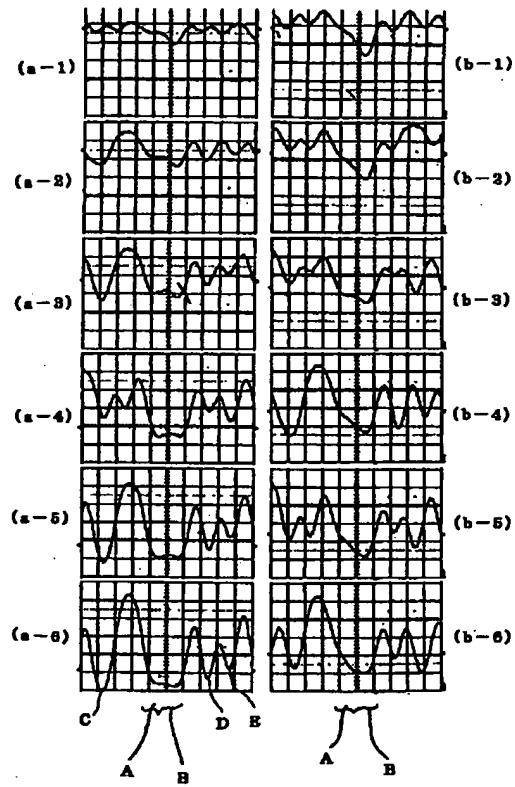 (a-1) (b-1)
(a-2) (b-2)
(a-3) (b-3)
(a-4) (b-4)
(a-5) (b-5)
(a-6) (b-6)
C D E
A B A B